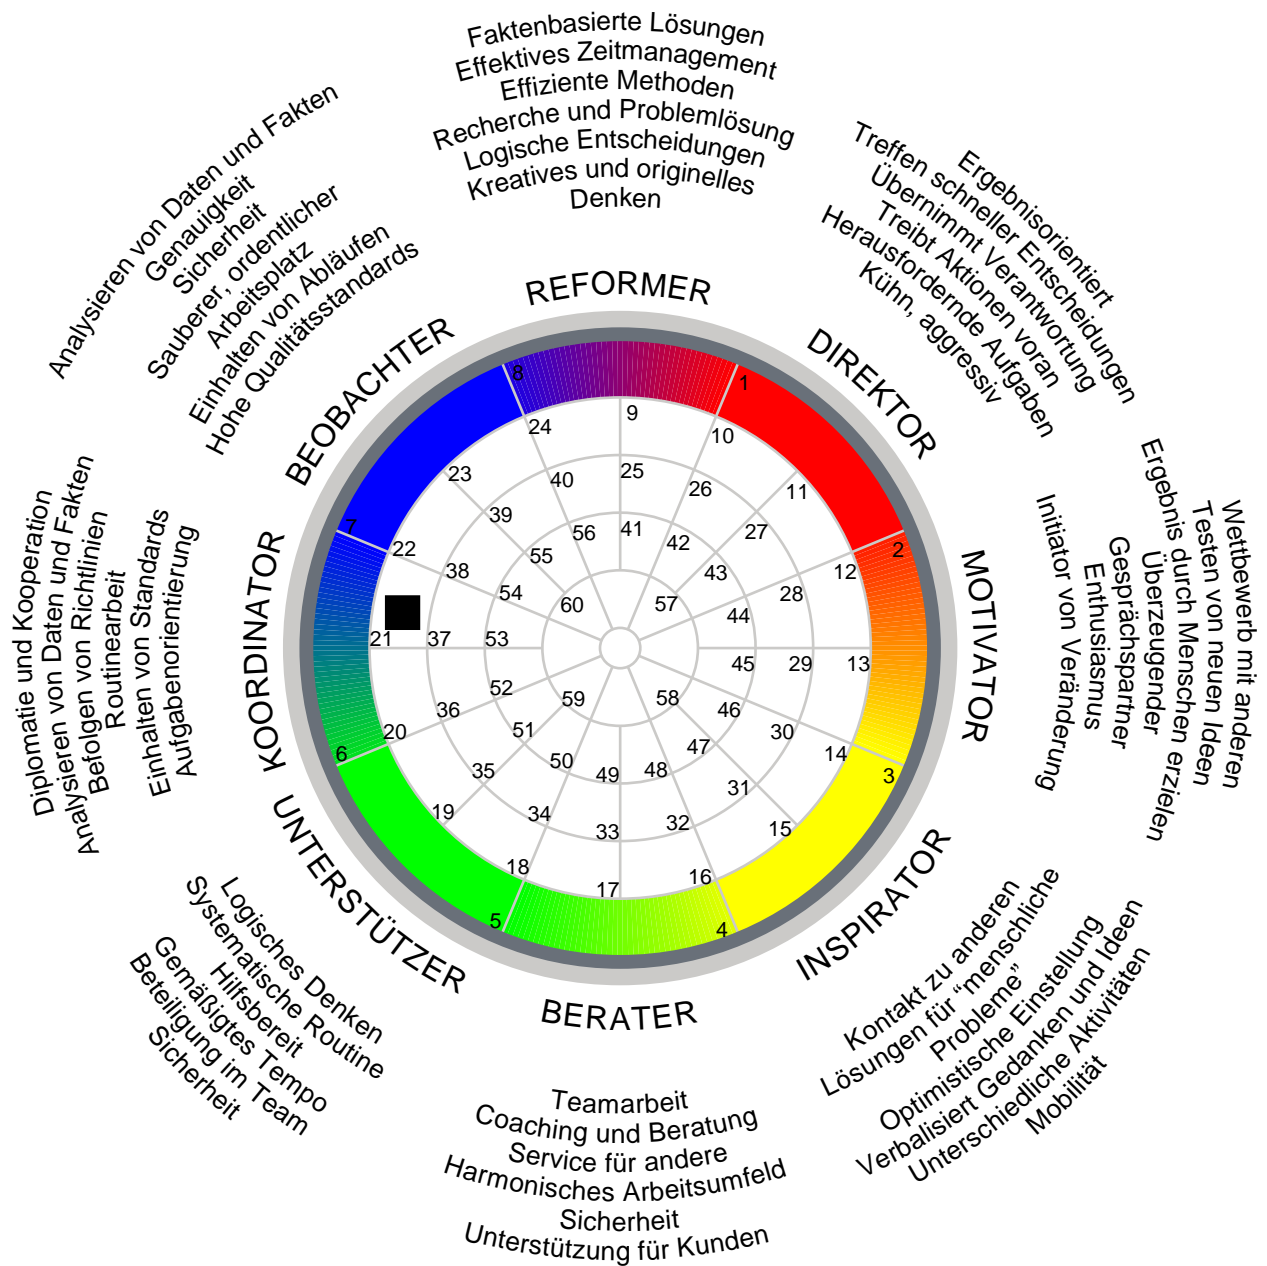 Faktenbasierte Lösungen
Effektives Zeitmanagement
Effiziente Methoden
Recherche und Problemlösung
Logische Entscheidungen
Kreatives und originelles
Denken
REFORMER
Ergebnisorientiert
Treffen schneller Entscheidungen
Übernimmt Verantwortung
Treibt Aktionen voran
Herausfordernde Aufgaben
Kühn, aggressiv
DIREKTOR
Wettbewerb mit anderen
Testen von neuen Ideen
Ergebnis durch Menschen erzielen
Überzeugender
Gesprächspartner
Enthusiasmus
Initiator von Veränderung
MOTIVATOR
Kontakt zu anderen
Lösungen für “menschliche
Probleme”
Optimistische Einstellung
Verbalisiert Gedanken und Ideen
Unterschiedliche Aktivitäten
Mobilität
INSPIRATOR
BERATER
Teamarbeit
Coaching und Beratung
Service für andere
Harmonisches Arbeitsumfeld
Sicherheit
Unterstützung für Kunden
UNTERSTÜTZER
Logisches Denken
Systematische Routine
Hilfsbereit
Gemäßigtes Tempo
Beteiligung im Team
Sicherheit
KOORDINATOR
Diplomatie und Kooperation
Analysieren von Daten und Fakten
Befolgen von Richtlinien
Routinearbeit
Einhalten von Standards
Aufgabenorientierung
BEOBACHTER
Analysieren von Daten und Fakten
Genauigkeit
Sicherheit
Sauberer, ordentlicher
Arbeitsplatz
Einhalten von Abläufen
Hohe Qualitätsstandards
1
2
3
4
5
6
7
8
9
10
11
12
13
14
15
16
17
18
19
20
21
22
23
24
25
26
27
28
29
30
31
32
33
34
35
36
37
38
39
40
41
42
43
44
45
46
47
48
49
50
51
52
53
54
55
56
57
58
59
60